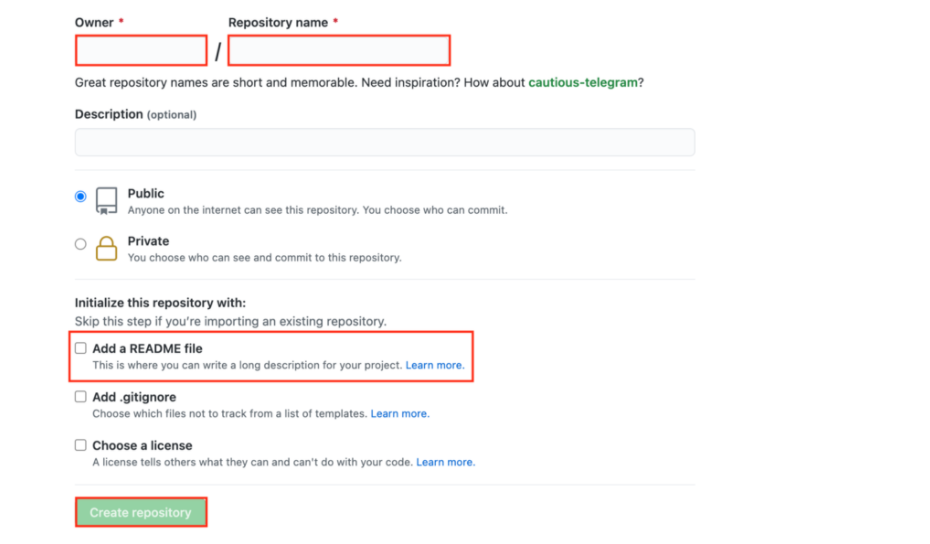 Owner * Repository name *
/
Great repository names are short and memorable. Need inspiration? How about cautious-telegram?
Description (optional)
Public
Anyone on the internet can see this repository. You choose who can commit.
Private
You choose who can see and commit to this repository.
Initialize this repository with:
Skip this step if you're importing an existing repository.
Add a README file
This is where you can write a long description for your project. Learn more.
Add .gitignore
Choose which files not to track from a list of templates. Learn more.
Choose a license
A license tells others what they can and can't do with your code. Learn more.
Create repository